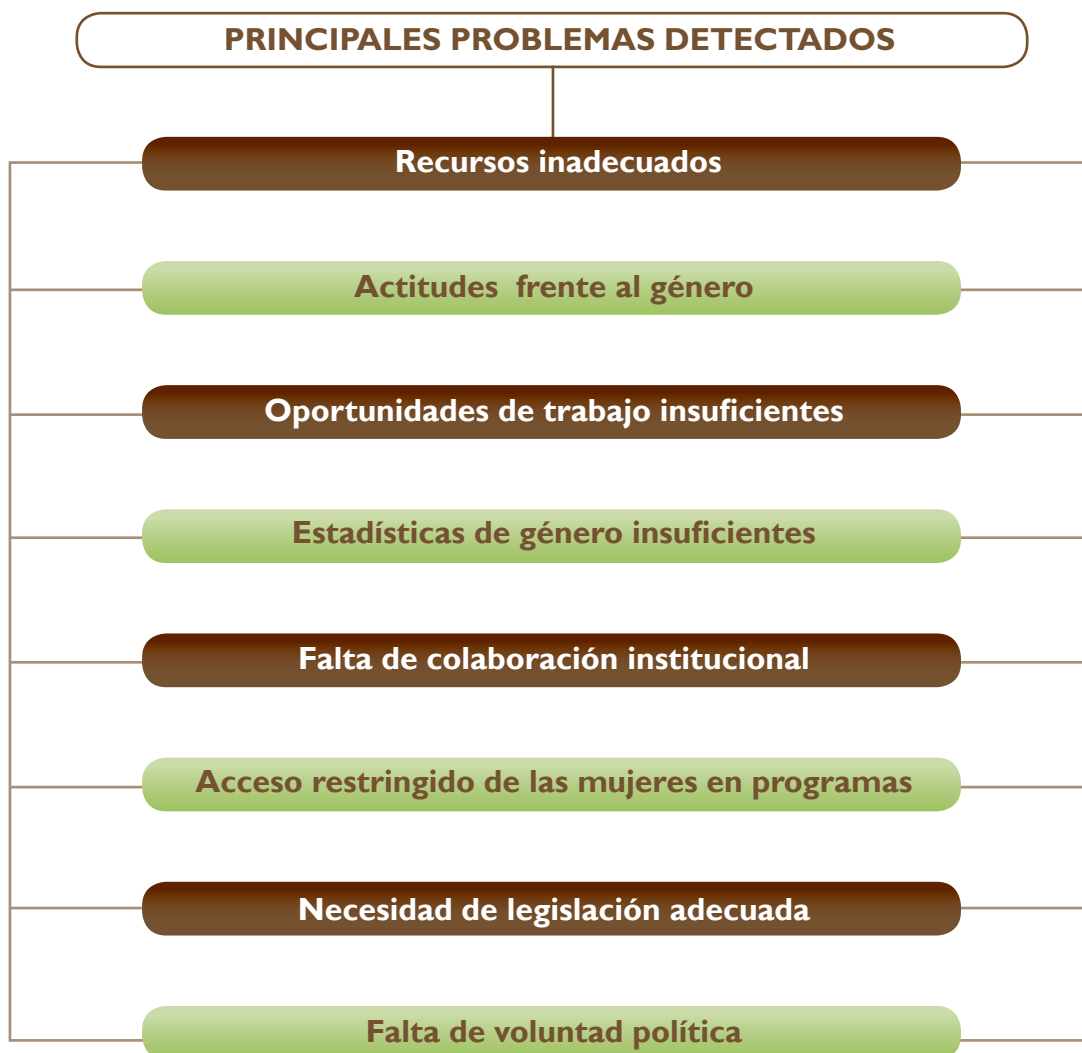 PRINCIPALES PROBLEMAS DETECTADOS
Recursos inadecuados
Actitudes frente al género
Oportunidades de trabajo insuficientes
Estadísticas de género insuficientes
Falta de colaboración institucional
Acceso restringido de las mujeres en programas
Necesidad de legislación adecuada
Falta de voluntad política